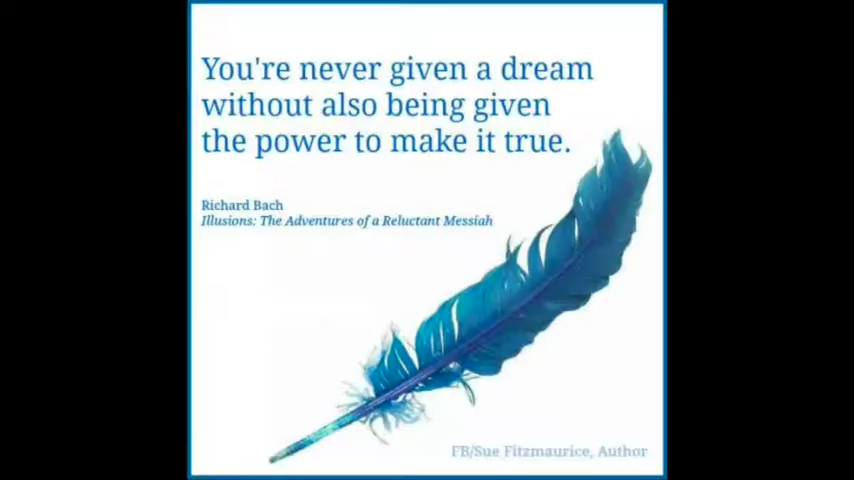 You're never given a dream
without also being given
the power to make it true.
Richard Bach
Illusions: The Adventures of a Reluctant Messiah
FB/Sue Fitzmaurice, Author